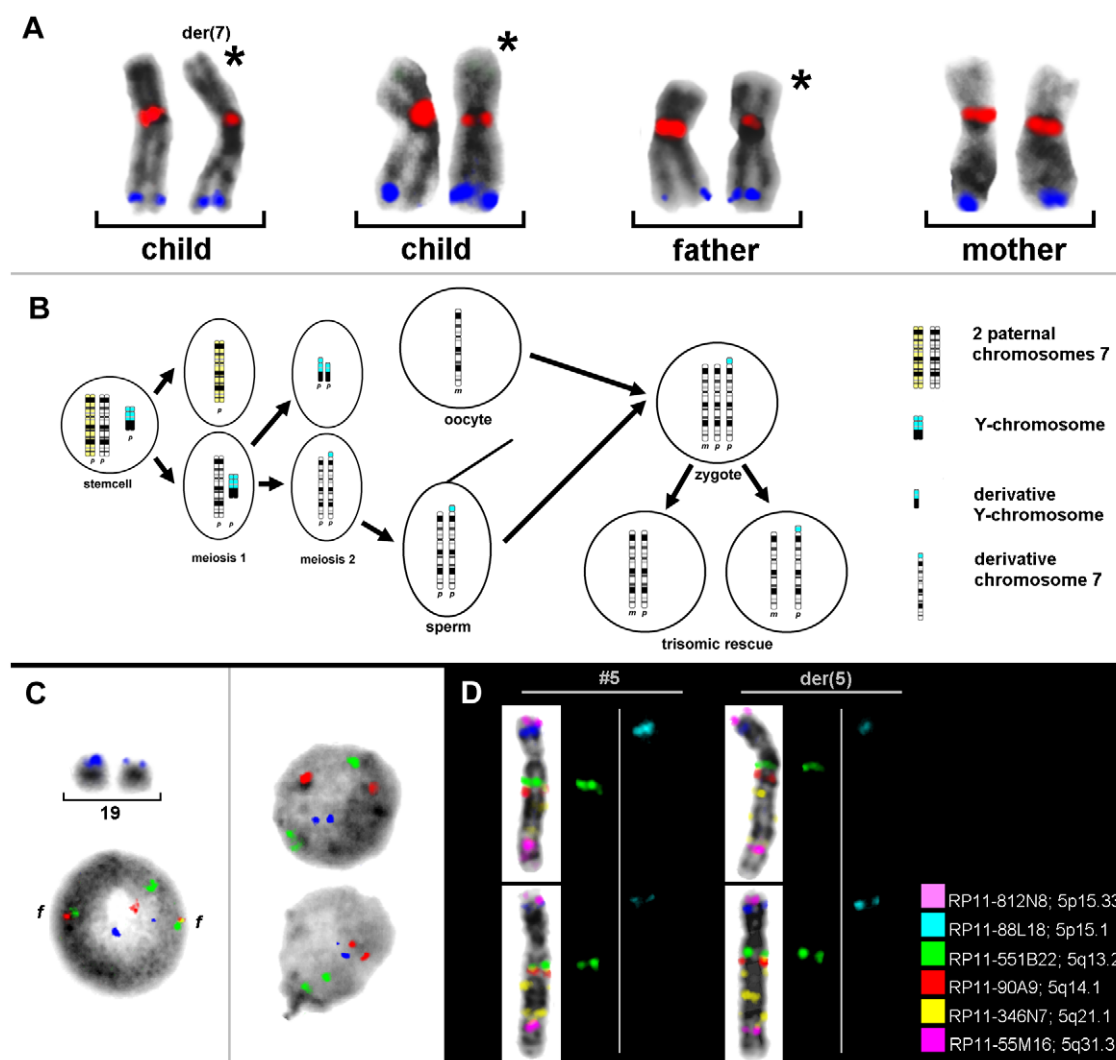 A
der(7)
*
*
*
child
child
father
mother
B
p
p p
p
stemcell
p p
meiosis 1
p p
p p
meiosis 2
m
oocyte
p p
sperm
m p p
zygote
m p
m p
trisomic rescue
2 paternal
chromosomes 7
Y-chromosome
derivative
Y-chromosome
derivative
chromosome 7
C
19
f
f
D
#5
der(5)
RP11-812N8; 5p15.33
RP11-88L18; 5p15.1
RP11-551B22; 5q13.2
RP11-90A9; 5q14.1
RP11-346N7; 5q21.1
RP11-55M16; 5q31.3